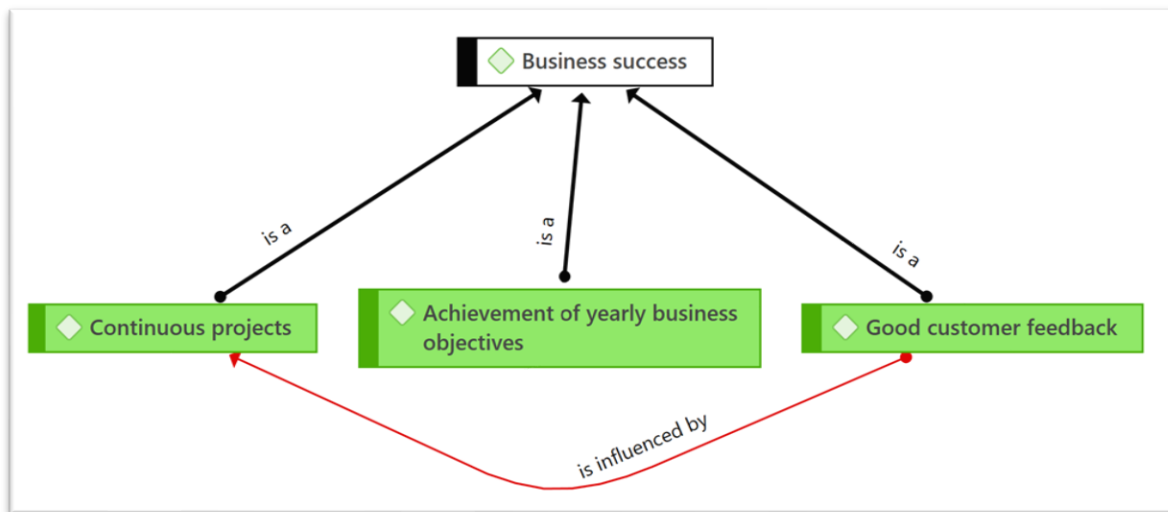 Business success
is a
is a
is a
Continuous projects
Achievement of yearly business
objectives
Good customer feedback
is influenced by